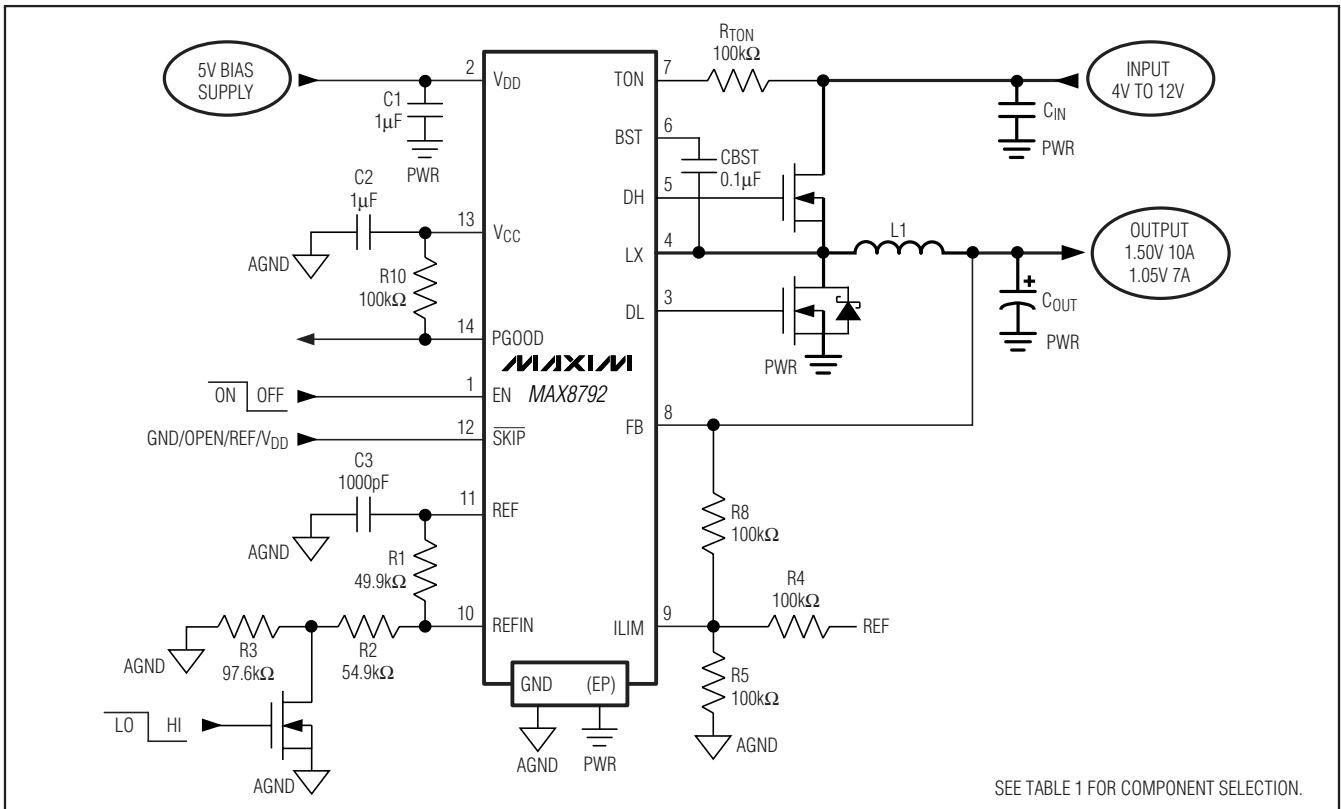 5V BIAS
SUPPLY
2
VDD
C1
1µF
PWR
C2
1µF
13
VCC
AGND
R10
100kΩ
14
PGOOD
MAXIM
MAX8792
ON
OFF
1
EN
GND/OPEN/REF/VDD
12
SKIP
C3
1000pF
11
REF
AGND
R1
49.9kΩ
10
REFIN
R3
97.6kΩ
R2
54.9kΩ
AGND
LO
HI
AGND
GND
(EP)
AGND
PWR
RTON
100kΩ
TON
7
INPUT
4V TO 12V
CIN
PWR
BST
6
CBST
0.1µF
DH
5
LX
4
L1
OUTPUT
1.50V 10A
1.05V 7A
COUT
PWR
DL
3
PWR
FB
8
R8
100kΩ
R4
100kΩ
REF
ILIM
9
R5
100kΩ
AGND
SEE TABLE 1 FOR COMPONENT SELECTION.